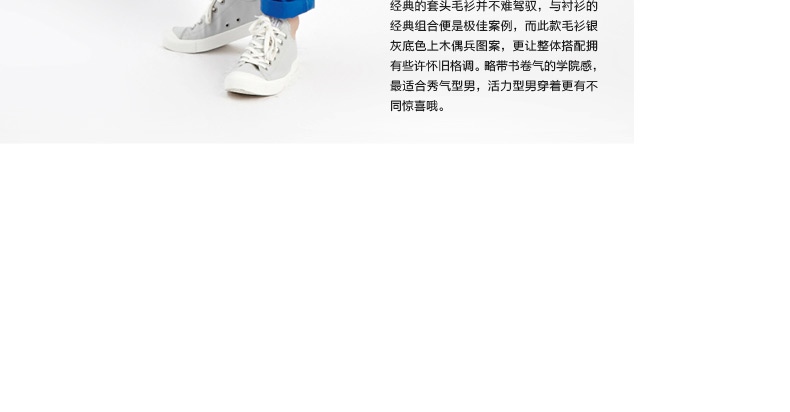 经典的套头毛衫并不难驾驭，与衬衫的
经典组合便是极佳案例，而此款毛衫银
灰底色上木偶兵图案，更让整体搭配拥
有些许怀旧格调。略带书卷气的学院感，
最适合秀气型男，活力型男穿着更有不
同惊喜哦。